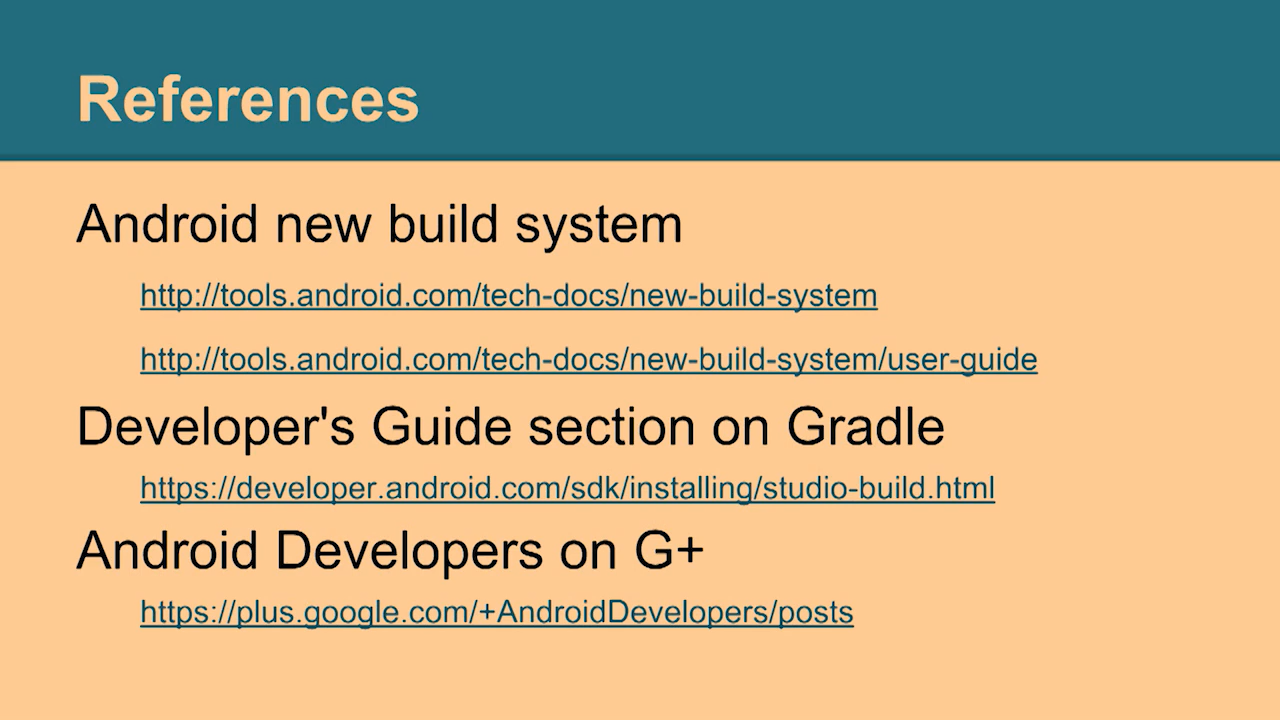 References
Android new build system
http://tools.android.com/tech-docs/new-build-system
http://tools.android.com/tech-docs/new-build-system/user-guide
Developer's Guide section on Gradle
https://developer.android.com/sdk/installing/studio-build.html
Android Developers on G+
https://plus.google.com/+AndroidDevelopers/posts